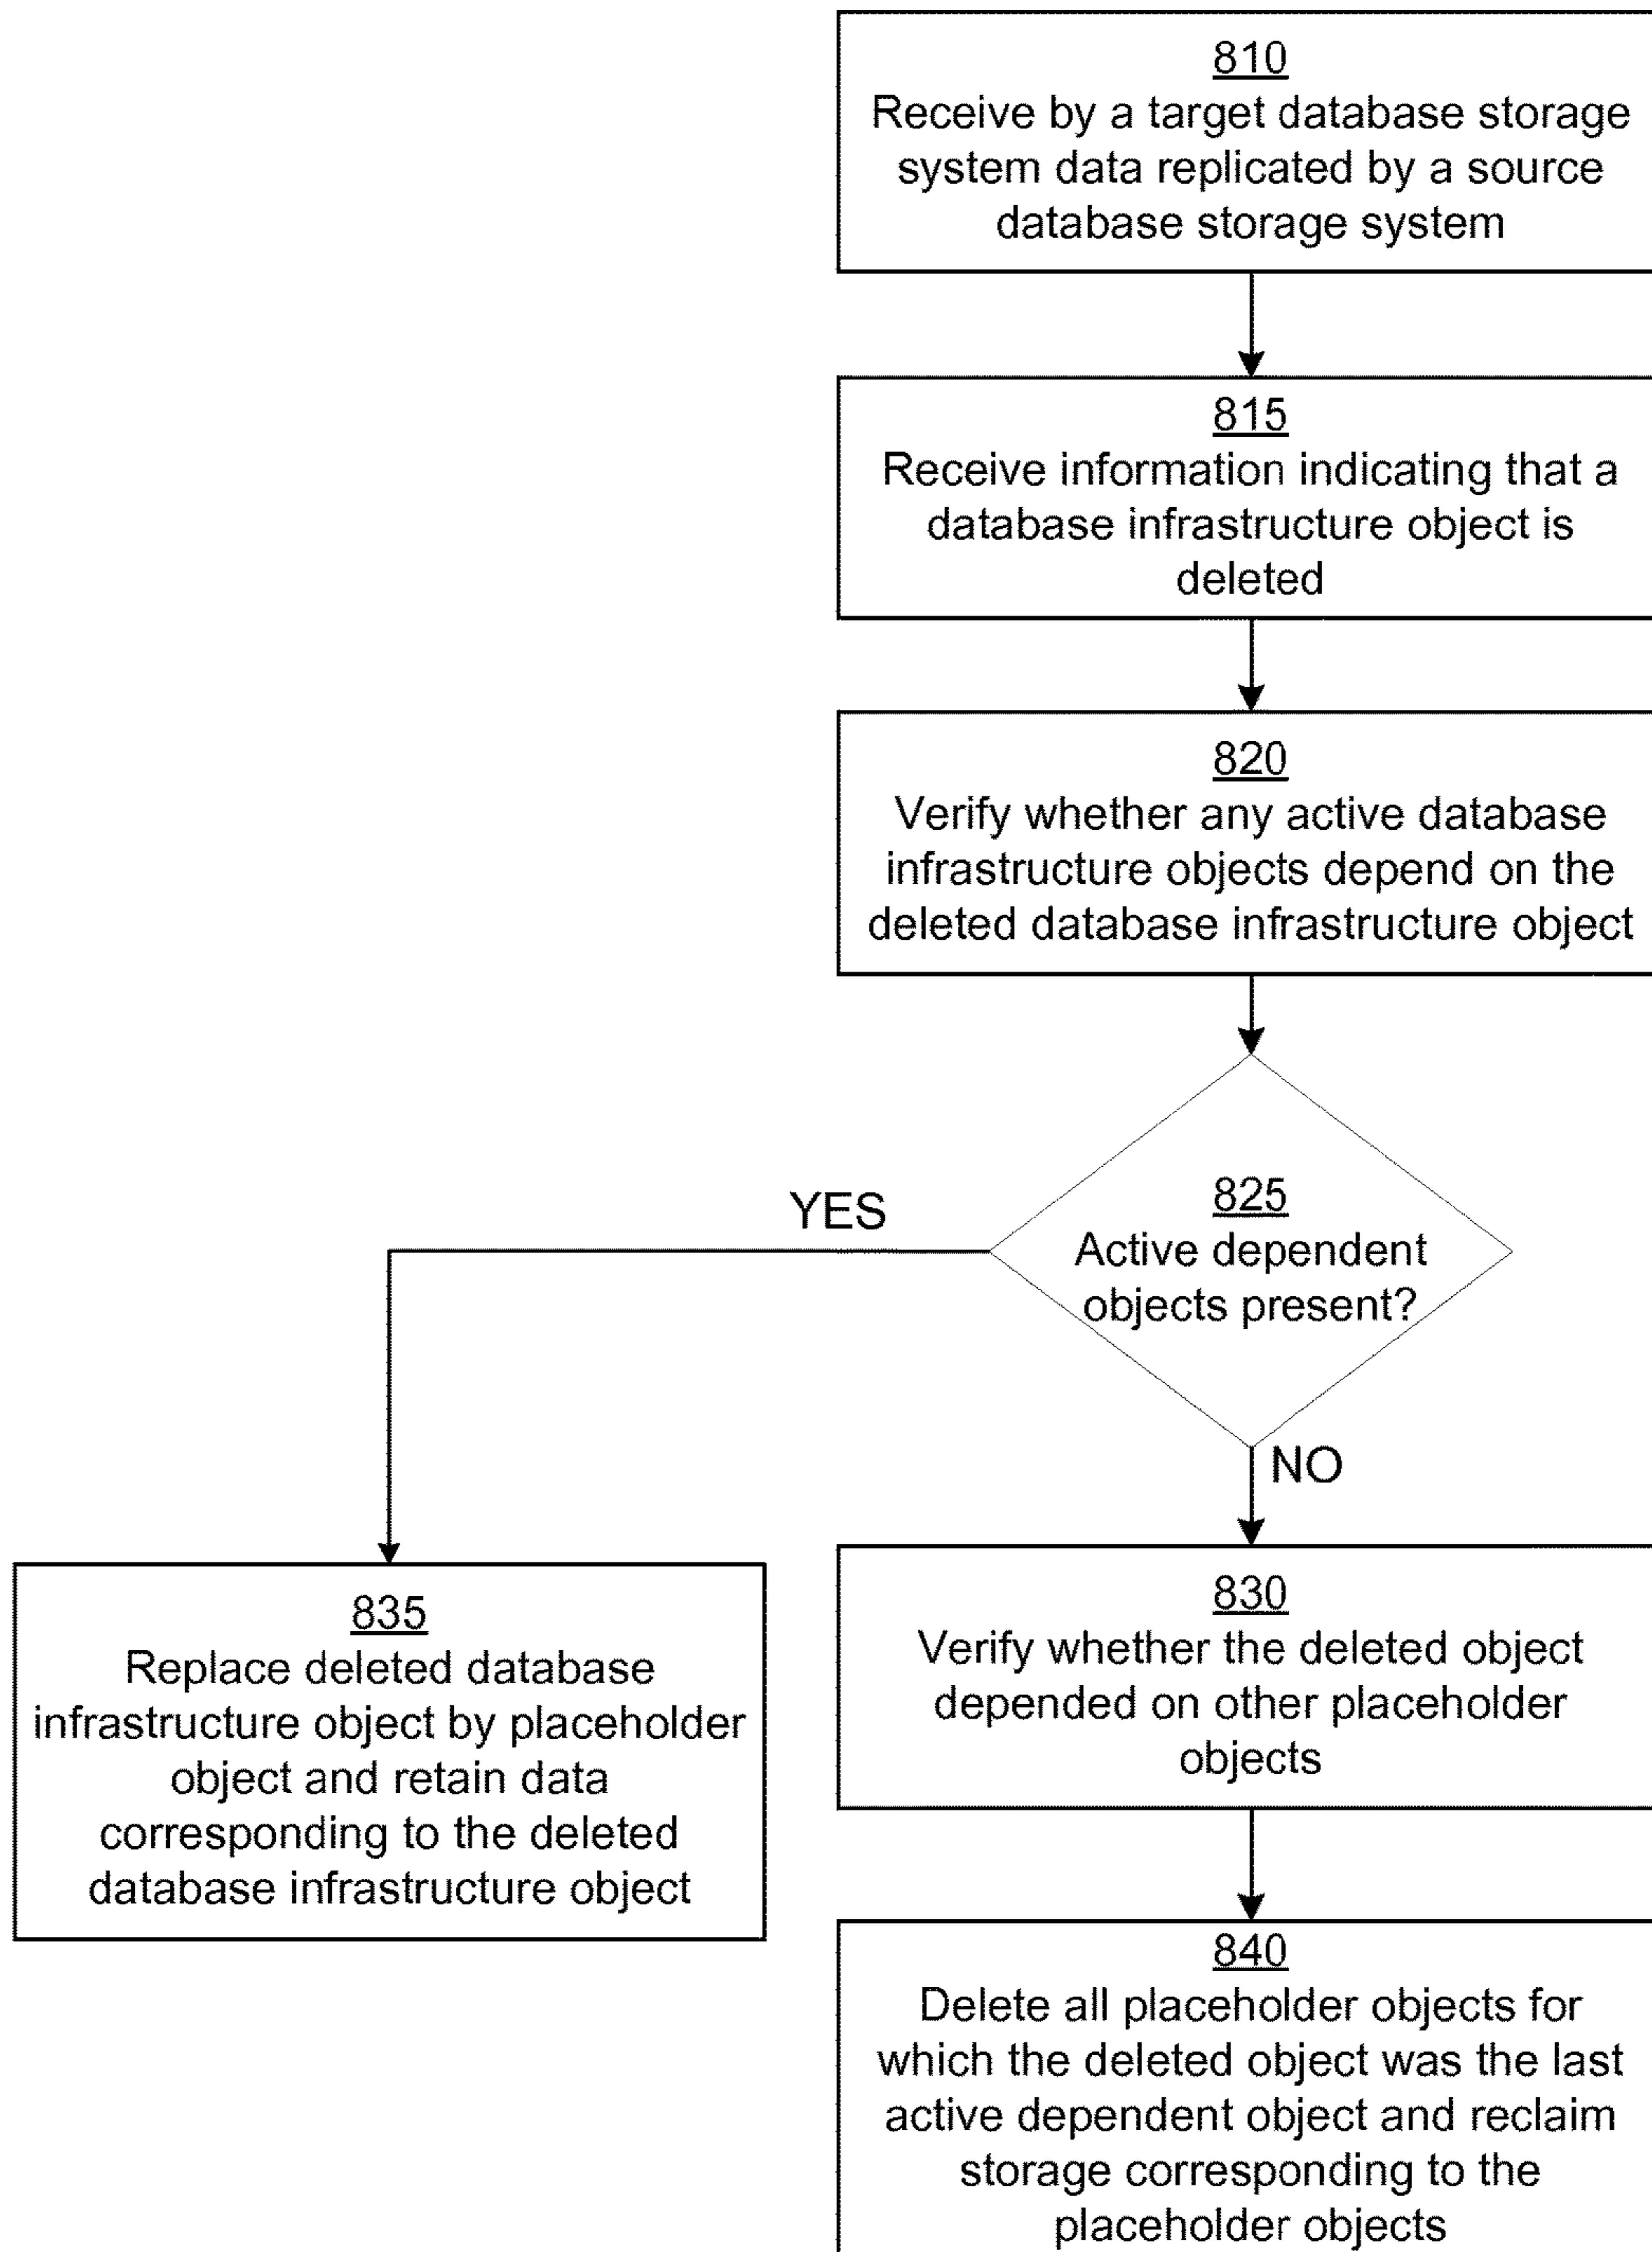 810
Receive by a target database storage
system data replicated by a source
database storage system
815
Receive information indicating that a
database infrastructure object is
deleted
820
Verify whether any active database
infrastructure objects depend on the
deleted database infrastructure object
825
Active dependent
objects present?
YES
NO
835
Replace deleted database
infrastructure object by placeholder
object and retain data
corresponding to the deleted
database infrastructure object
830
Verify whether the deleted object
depended on other placeholder
objects
840
Delete all placeholder objects for
which the deleted object was the last
active dependent object and reclaim
storage corresponding to the
placeholder objects